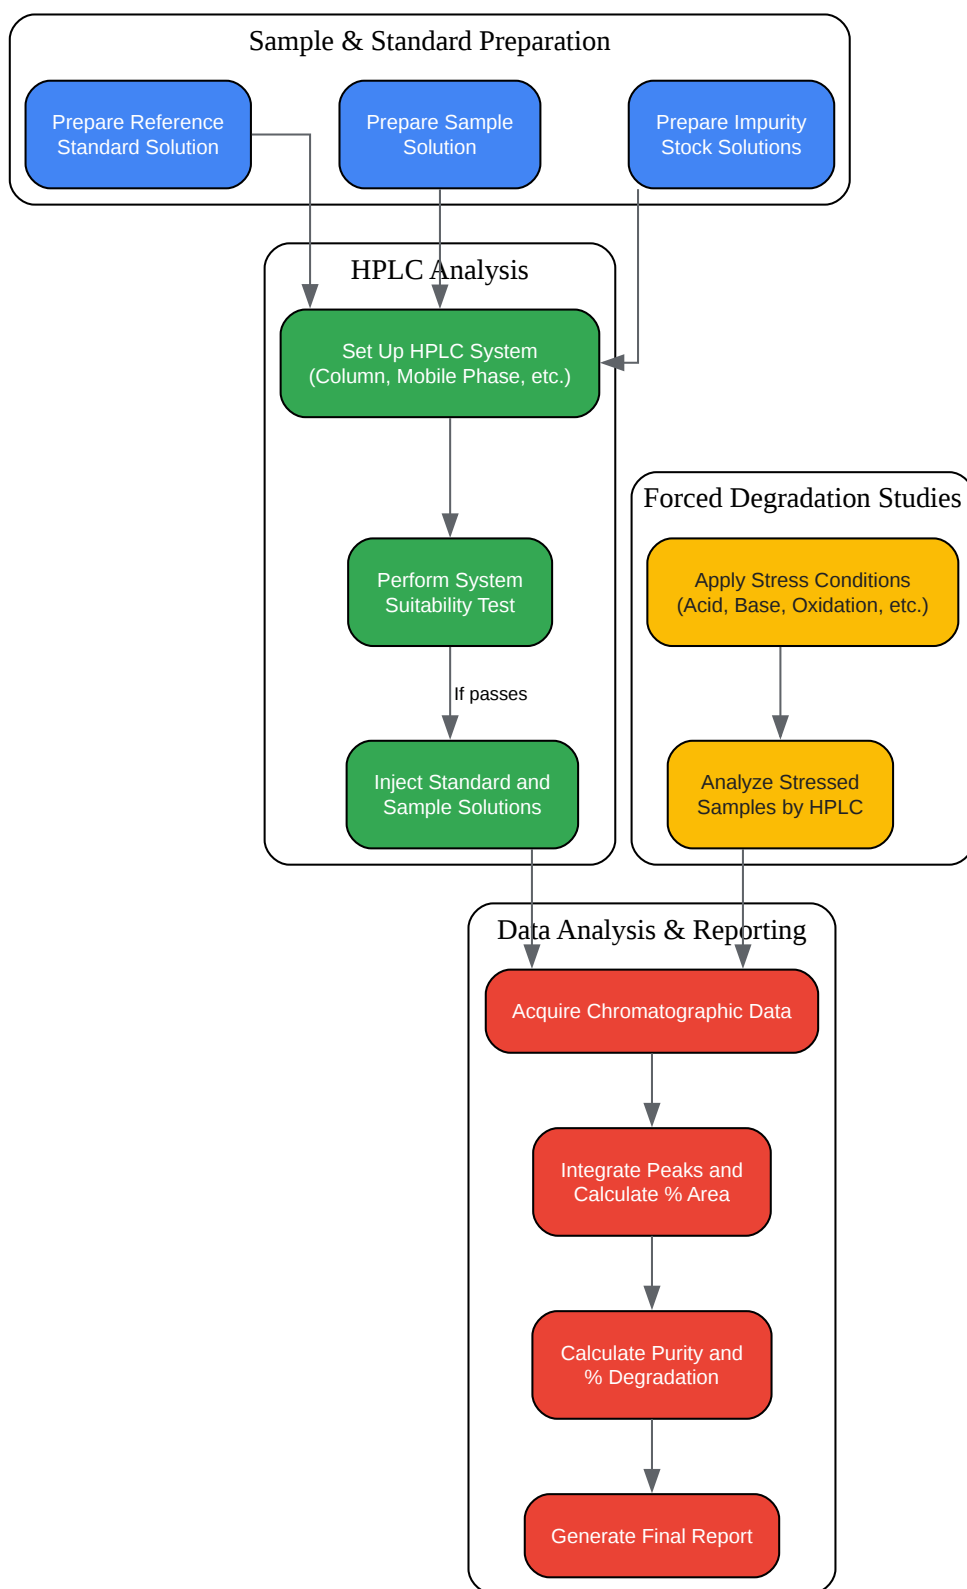 Sample & Standard Preparation
Prepare Reference
Standard Solution
Prepare Sample
Solution
Prepare Impurity
Stock Solutions
HPLC Analysis
Set Up HPLC System
(Column, Mobile Phase, etc.)
Perform System
Suitability Test
If passes
Inject Standard and
Sample Solutions
Forced Degradation Studies
Apply Stress Conditions
(Acid, Base, Oxidation, etc.)
Analyze Stressed
Samples by HPLC
Data Analysis & Reporting
Acquire Chromatographic Data
Integrate Peaks and
Calculate % Area
Calculate Purity and
% Degradation
Generate Final Report